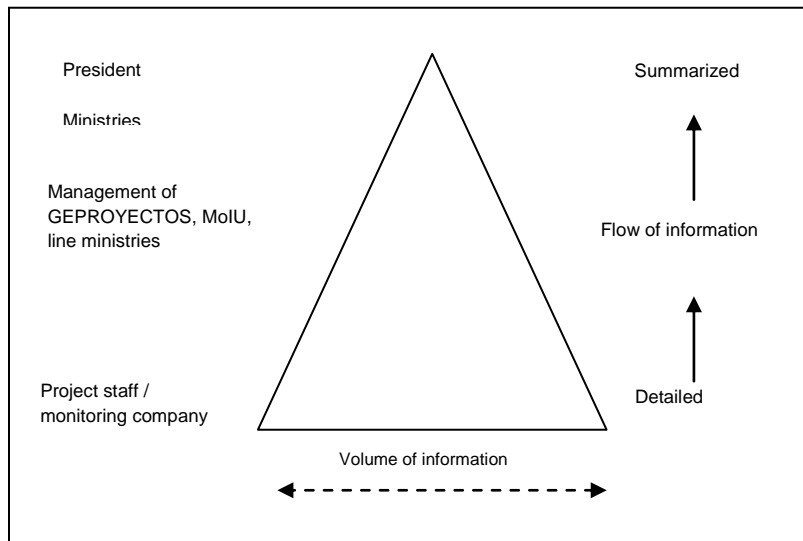 President
Summarized
Ministries
Management of
GEPROYECTOS, MoIU,
line ministries
Flow of information
Project staff /
monitoring company
Detailed
Volume of information